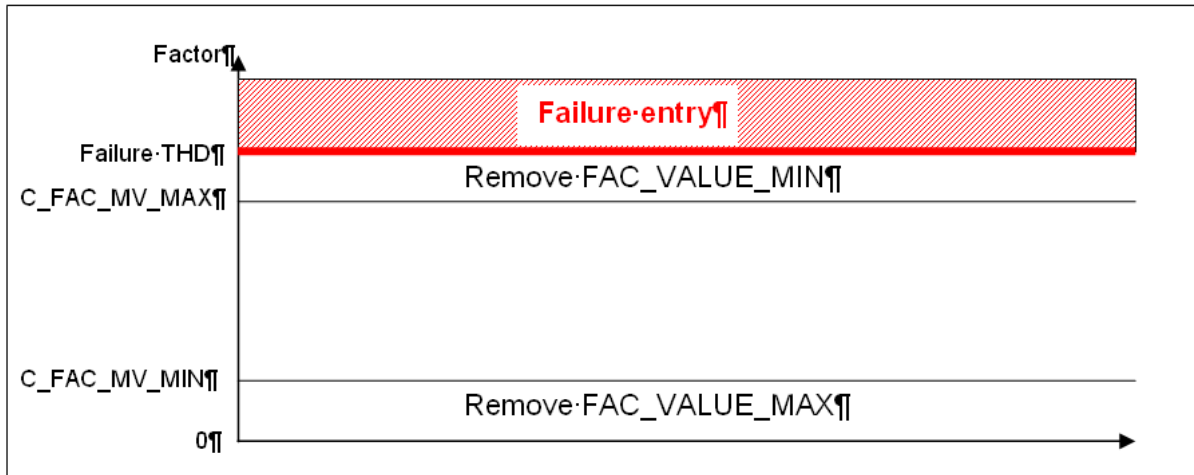 Factor¶
Failure·entry¶
Failure·THD¶
Remove·FAC_VALUE_MIN¶
C_FAC_MV_MAX¶
C_FAC_MV_MIN¶
Remove·FAC_VALUE_MAX¶
0¶